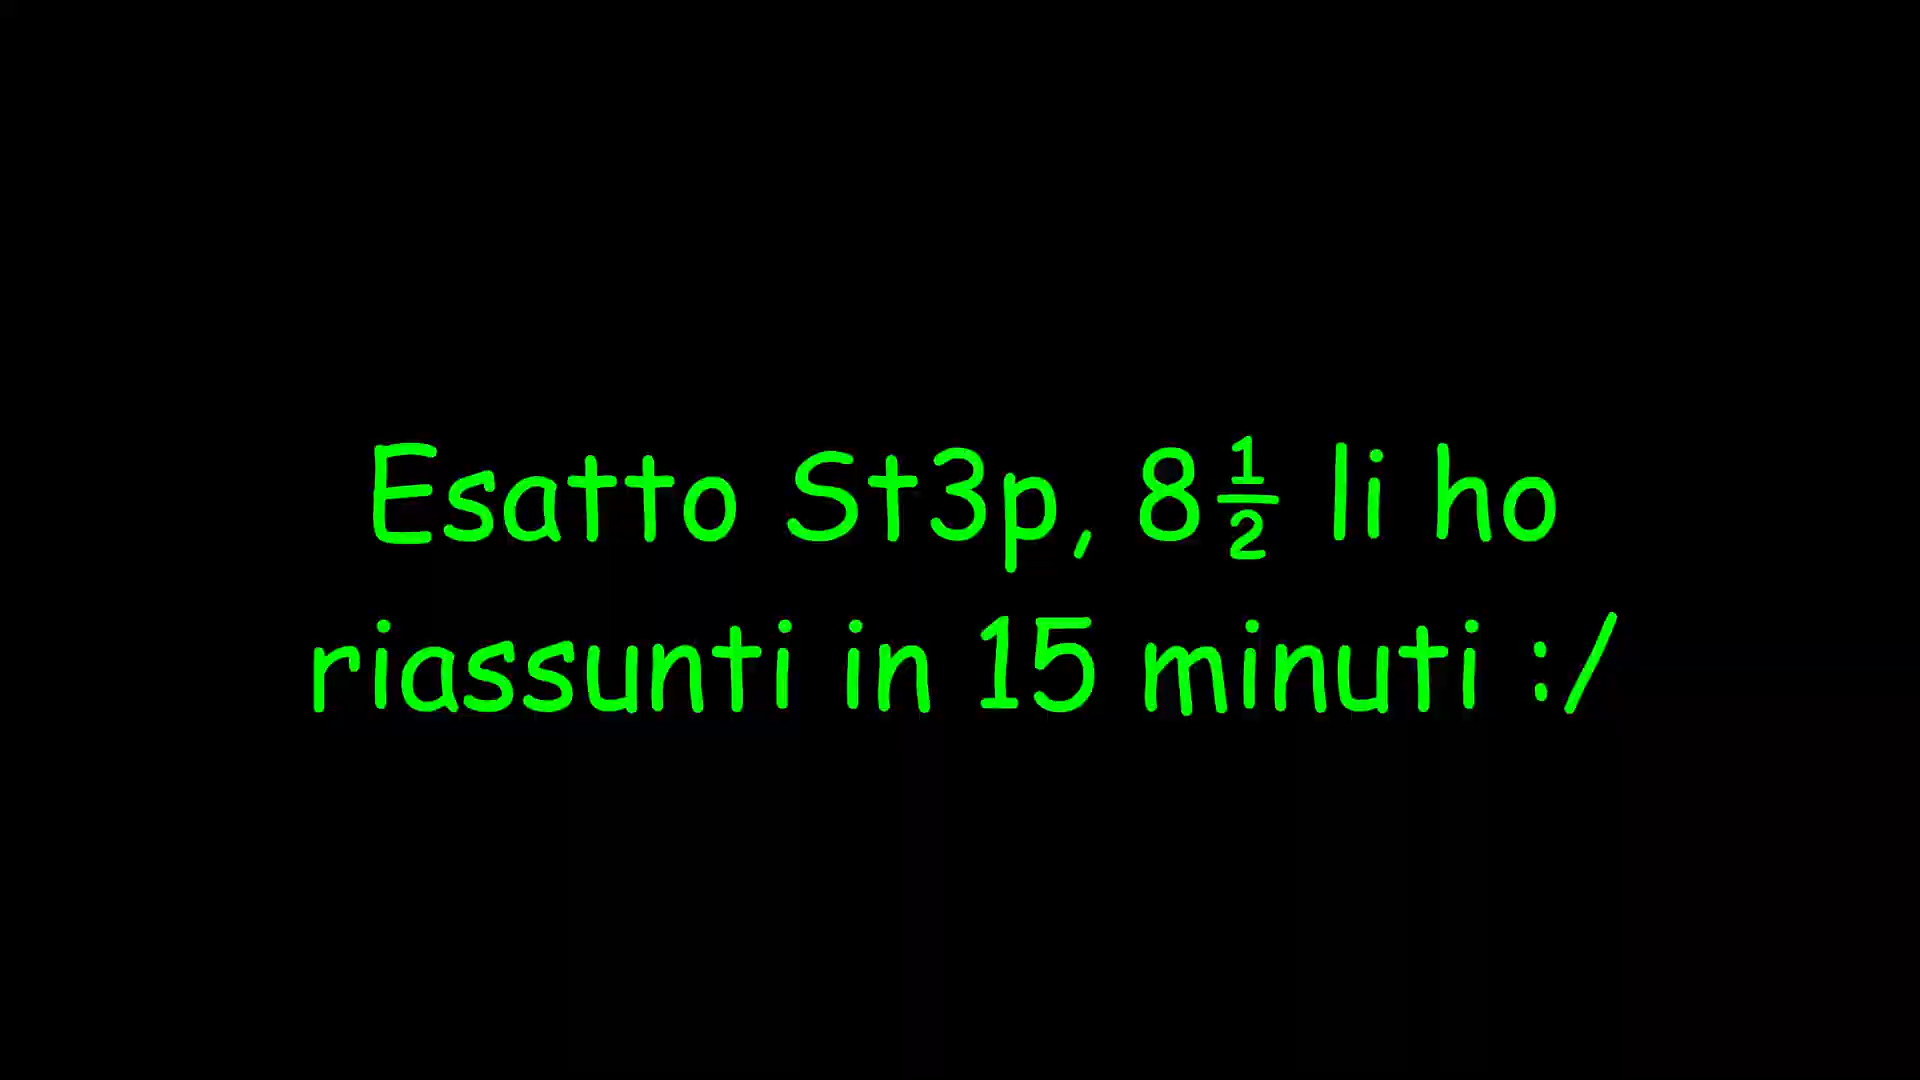 Esatto St3p, 8½ li ho
riassunti in 15 minuti :/